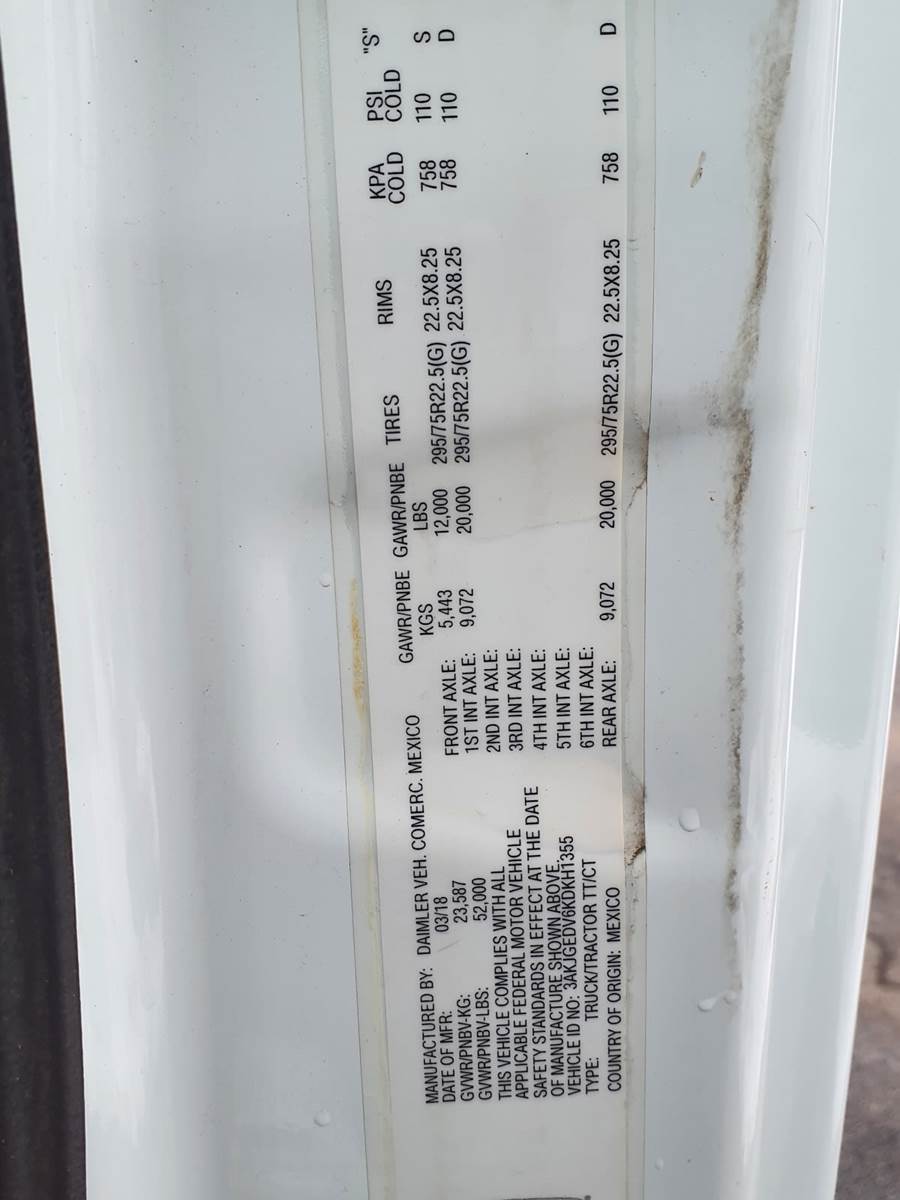 MANUFACTURED BY: DAIMLER VEH. COMERC. MEXICO
DATE OF MFR: 03/18
GVWR/PNBV-KG: 23,587
GVWR/PNBV-LBS: 52,000
THIS VEHICLE COMPLIES WITH ALL
APPLICABLE FEDERAL MOTOR VEHICLE
SAFETY STANDARDS IN EFFECT AT THE DATE
OF MANUFACTURE SHOWN ABOVE.
VEHICLE ID NO: 3AKJGEDV6KDKH1355
TYPE: TRUCK/TRACTOR TT/CT
COUNTRY OF ORIGIN: MEXICO
GAWR/PNBE GAWR/PNBE TIRES RIMS KPA PSI "S"
KGS LBS COLD COLD
FRONT AXLE: 5,443 12,000 295/75R22.5(G) 22.5X8.25 758 110 S
1ST INT AXLE: 9,072 20,000 295/75R22.5(G) 22.5X8.25 758 110 D
2ND INT AXLE:
3RD INT AXLE:
4TH INT AXLE:
5TH INT AXLE:
6TH INT AXLE:
REAR AXLE: 9,072 20,000 295/75R22.5(G) 22.5X8.25 758 110 D